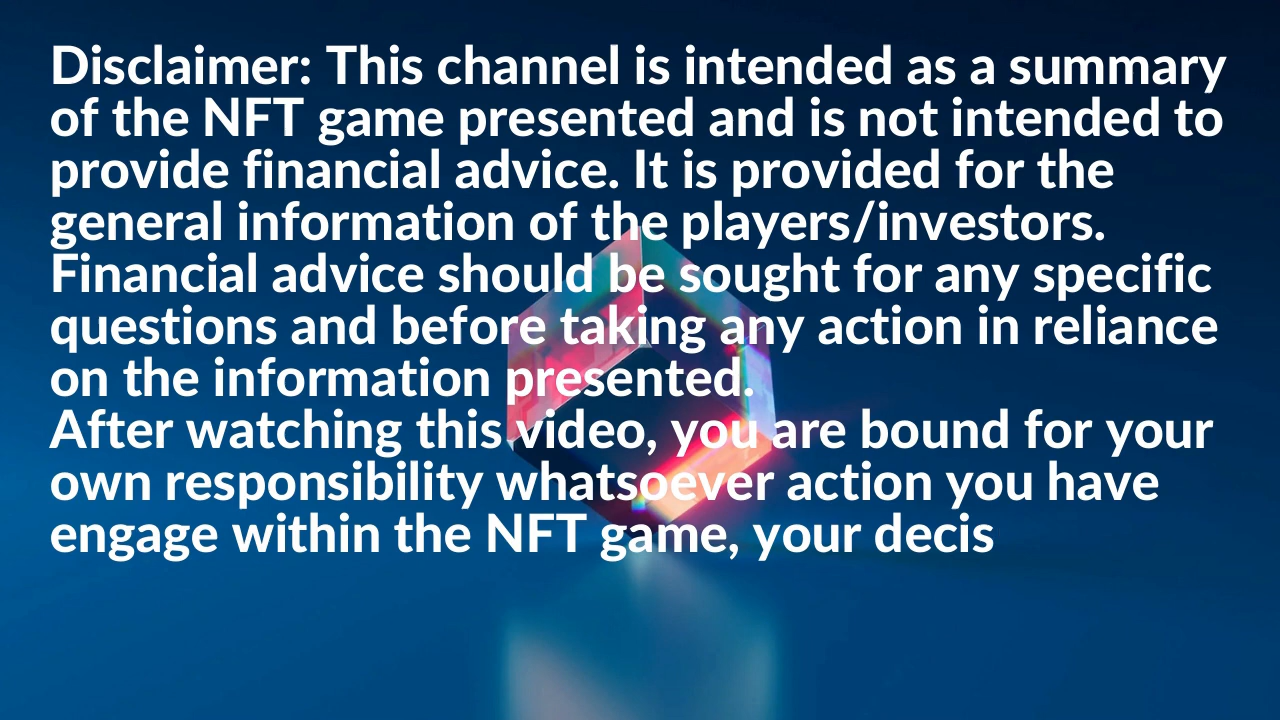 Disclaimer: This channel is intended as a summary
of the NFT game presented and is not intended to
provide financial advice. It is provided for the
general information of the players/investors.
Financial advice should be sought for any specific
questions and before taking any action in reliance
on the information presented.
After watching this video, you are bound for your
own responsibility whatsoever action you have
engage within the NFT game, your decis